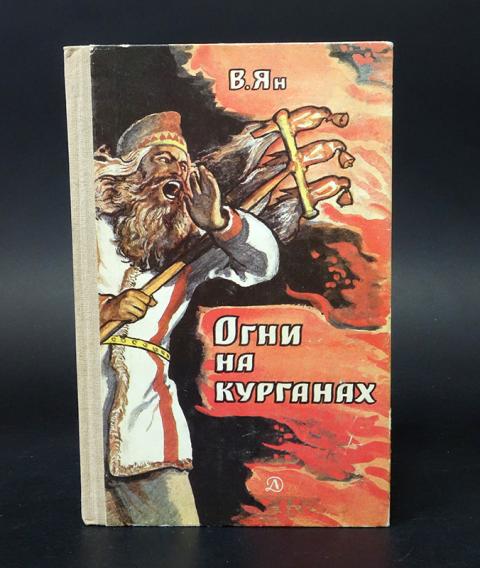 В. Ян
Огни
на
курганах
Д